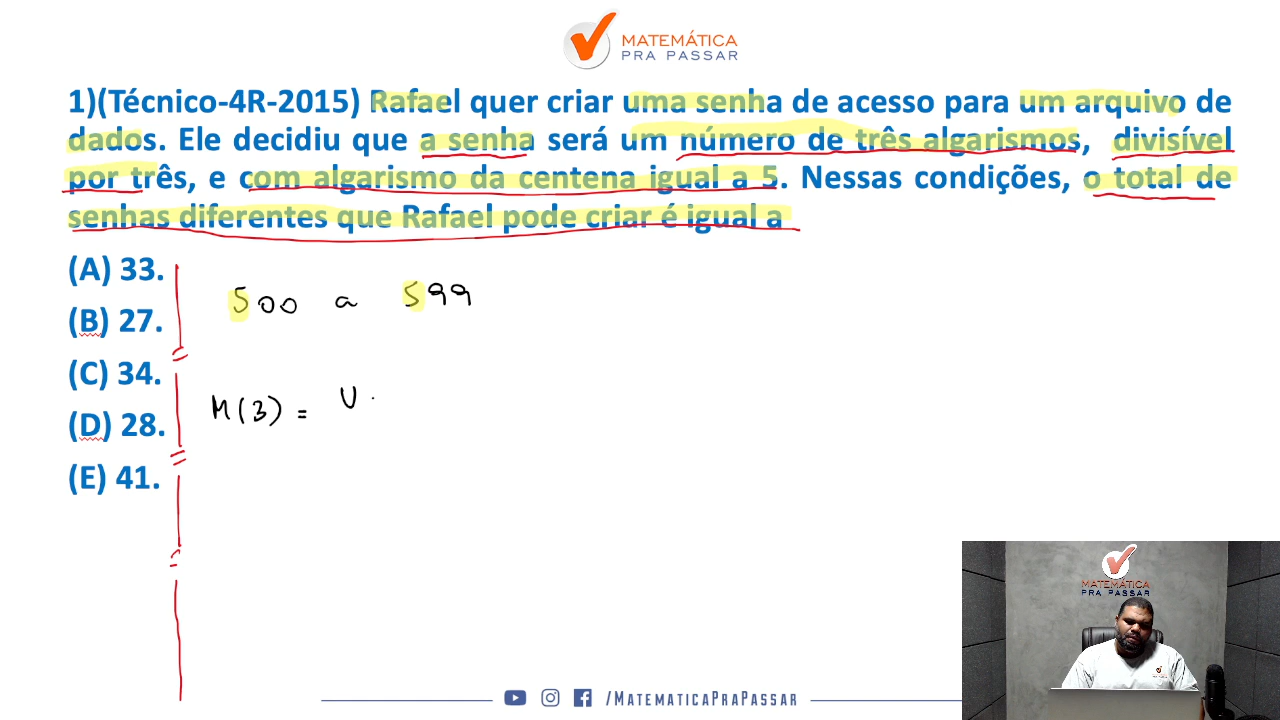 MATEMÁTICA
PRA PASSAR
1)(Técnico-4R-2015) Rafael quer criar uma senha de acesso para um arquivo de
dados. Ele decidiu que a senha será um número de três algarismos, divisível
por três, e com algarismo da centena igual a 5. Nessas condições, o total de
senhas diferentes que Rafael pode criar é igual a
(A) 33.
(B) 27.
(C) 34.
(D) 28.
(E) 41.
500 a 599
M(3) = U
MATEMÁTICA
PRA PASSAR
/MATEMATICAPRAPASSAR